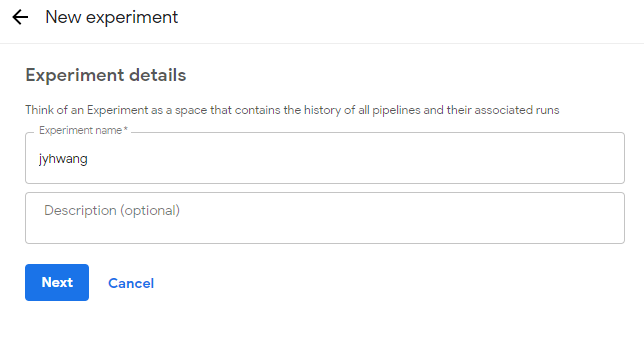 New experiment
Experiment details
Think of an Experiment as a space that contains the history of all pipelines and their associated runs
Experiment name*
jyhwang
Description (optional)
Next Cancel